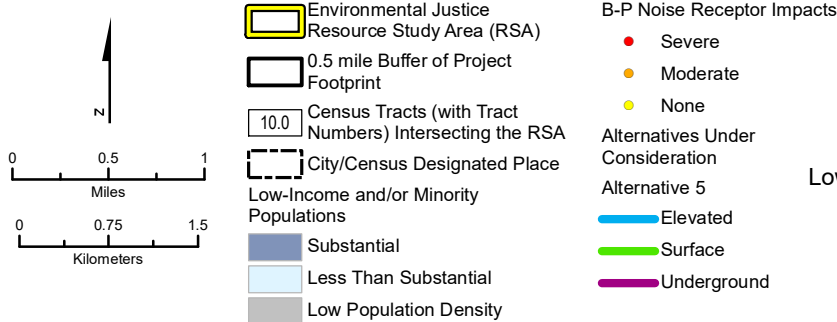 N
0 0.5 1
Miles
0 0.75 1.5
Kilometers
Environmental Justice
Resource Study Area (RSA)
0.5 mile Buffer of Project
Footprint
10.0
Census Tracts (with Tract
Numbers) Intersecting the RSA
City/Census Designated Place
Low-Income and/or Minority
Populations
Substantial
Less Than Substantial
Low Population Density
B-P Noise Receptor Impacts
Severe
Moderate
None
Alternatives Under
Consideration
Alternative 5
Elevated
Surface
Underground